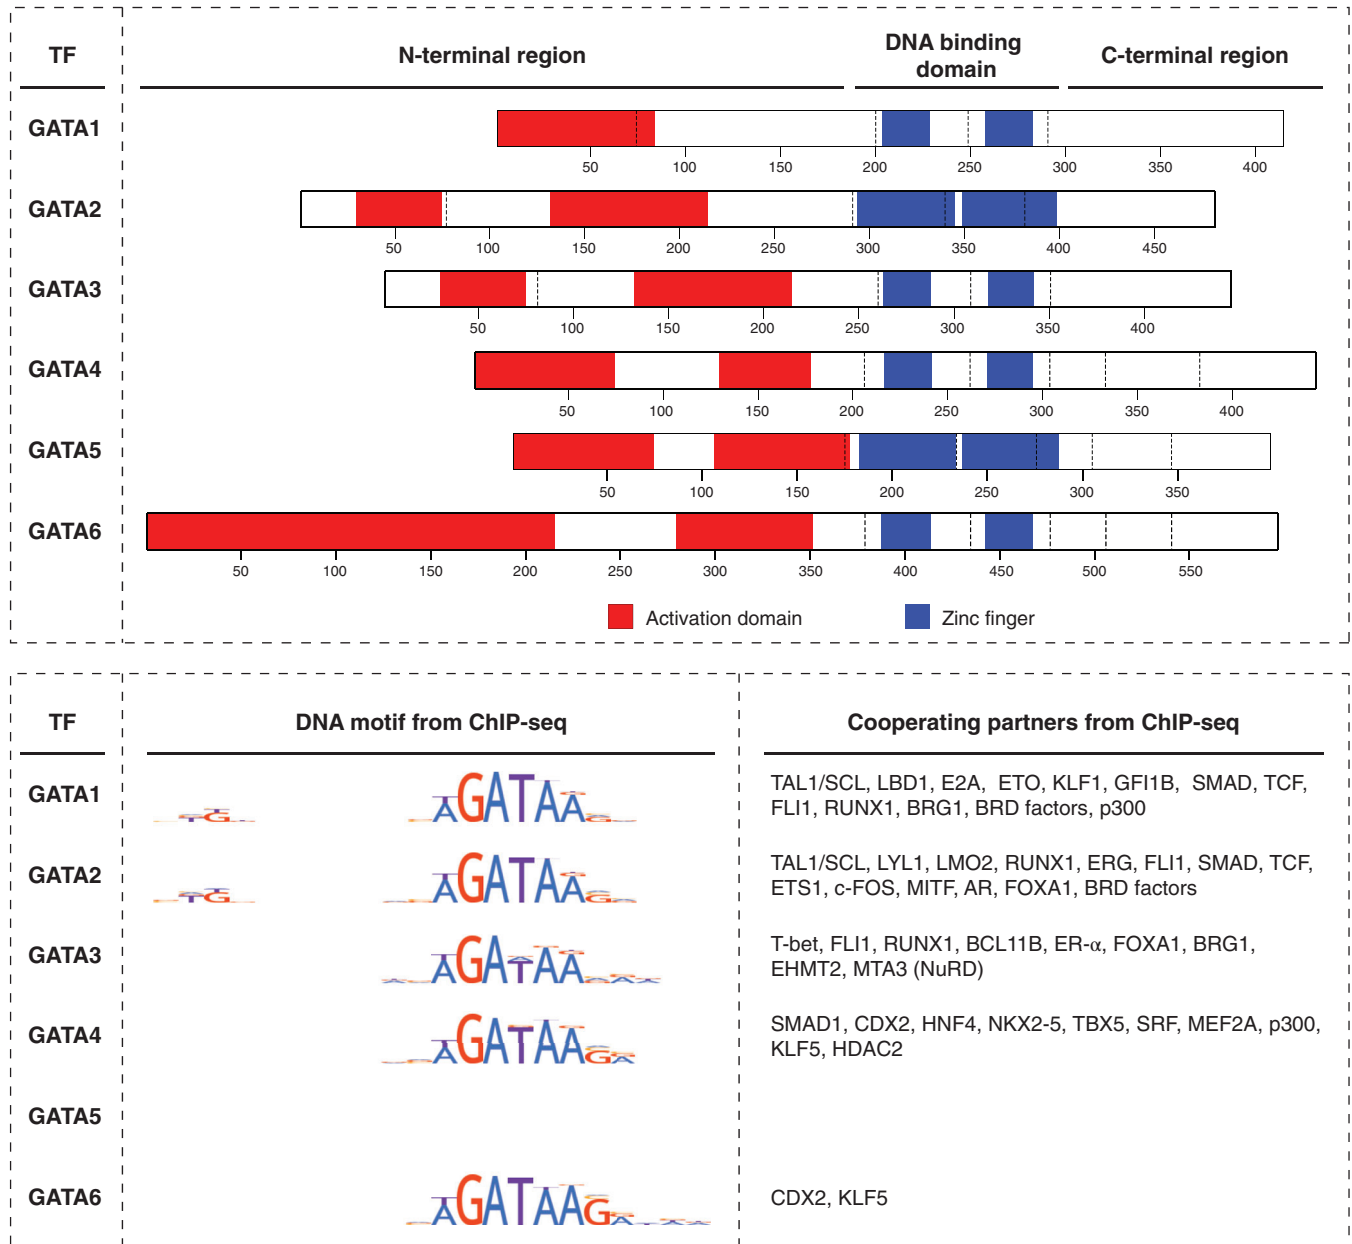 TF
N-terminal region
DNA binding
domain
C-terminal region
GATA1
50 100 150 200 250 300 350 400
GATA2
50 100 150 200 250 300 350 400 450
GATA3
50 100 150 200 250 300 350 400
GATA4
50 100 150 200 250 300 350 400
GATA5
50 100 150 200 250 300 350
GATA6
50 100 150 200 250 300 350 400 450 500 550
Activation domain
Zinc finger
TF
DNA motif from ChIP-seq
Cooperating partners from ChIP-seq
GATA1
TG
AGATAAG
TAL1/SCL, LBD1, E2A, ETO, KLF1, GFI1B, SMAD, TCF,
FLI1, RUNX1, BRG1, BRD factors, p300
GATA2
TG
AGATAAG
TAL1/SCL, LYL1, LMO2, RUNX1, ERG, FLI1, SMAD, TCF,
ETS1, c-FOS, MITF, AR, FOXA1, BRD factors
GATA3
AGATAA
T-bet, FLI1, RUNX1, BCL11B, ER-α, FOXA1, BRG1,
EHMT2, MTA3 (NuRD)
GATA4
AGATAAG
SMAD1, CDX2, HNF4, NKX2-5, TBX5, SRF, MEF2A, p300,
KLF5, HDAC2
GATA5
GATA6
AGATAAG
CDX2, KLF5